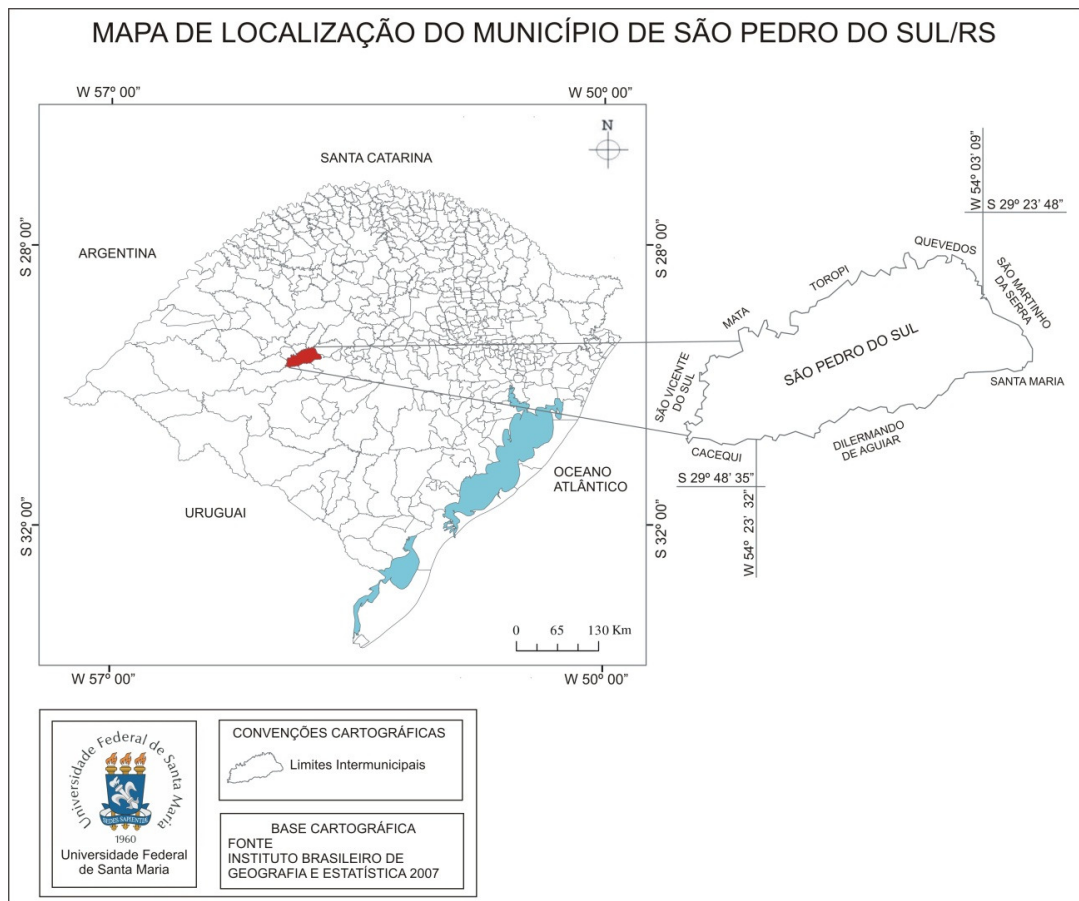 MAPA DE LOCALIZAÇÃO DO MUNICÍPIO DE SÃO PEDRO DO SUL/RS
W 57º 00”
W 50º 00”
N
SANTA CATARINA
ARGENTINA
S 28º 00”
S 28º 00”
URUGUAI
OCEANO
ATLÂNTICO
S 32º 00”
S 32º 00”
0 65 130 Km
W 57º 00”
W 50º 00”
W 54º 03’ 09”
S 29º 23’ 48”
QUEVEDOS
TOROPI
SÃO MARTINHO
DA SERRA
MATA
SÃO PEDRO DO SUL
SÃO VICENTE
DO SUL
SANTA MARIA
DILERMANDO
DE AGUIAR
CACEQUI
S 29º 48’ 35”
W 54º 23’ 32”
Universidade Federal de Santa Maria
SEDES SAPIENTIAE
1960
Universidade Federal
de Santa Maria
CONVENÇÕES CARTOGRÁFICAS
Limites Intermunicipais
BASE CARTOGRÁFICA
FONTE
INSTITUTO BRASILEIRO DE
GEOGRAFIA E ESTATÍSTICA 2007